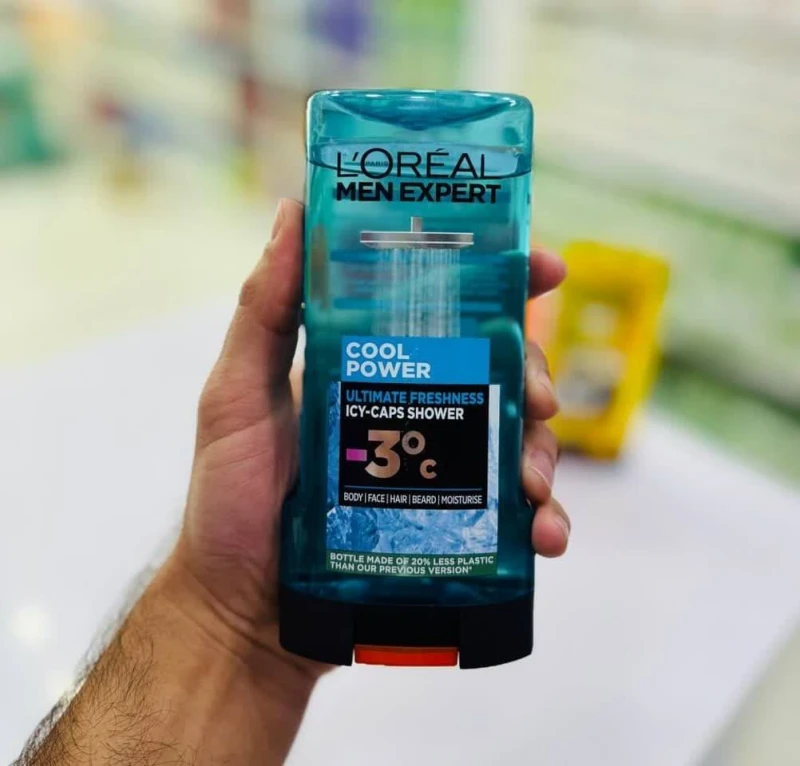 L'ORÉAL
PARIS
MEN EXPERT
COOL
POWER
ULTIMATE FRESHNESS
ICY-CAPS SHOWER
-3°C
BODY | FACE | HAIR | BEARD | MOISTURISE
BOTTLE MADE OF 20% LESS PLASTIC
THAN OUR PREVIOUS VERSION*